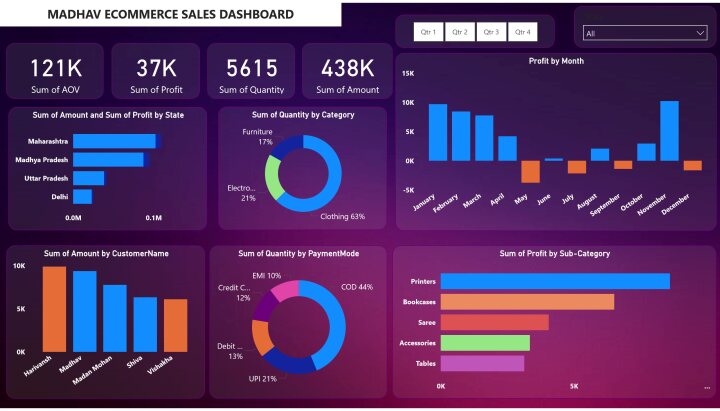 MADHAV ECOMMERCE SALES DASHBOARD
Qtr 1
Qtr 2
Qtr 3
Qtr 4
All
121K
Sum of AOV
37K
Sum of Profit
5615
Sum of Quantity
438K
Sum of Amount
Profit by Month
15K
10K
5K
0K
-5K
January
February
March
April
May
June
July
August
September
October
November
December
Sum of Amount and Sum of Profit by State
Maharashtra
Madhya Pradesh
Uttar Pradesh
Delhi
0.0M
0.1M
Sum of Quantity by Category
Furniture
17%
Electro...
21%
Clothing 63%
Sum of Amount by CustomerName
10K
5K
0K
Harivansh
Madhav
Madan Mohan
Shiva
Vishakha
Sum of Quantity by PaymentMode
EMI 10%
Credit C...
12%
Debit ...
13%
UPI 21%
COD 44%
Sum of Profit by Sub-Category
Printers
Bookcases
Saree
Accessories
Tables
0K
5K
...